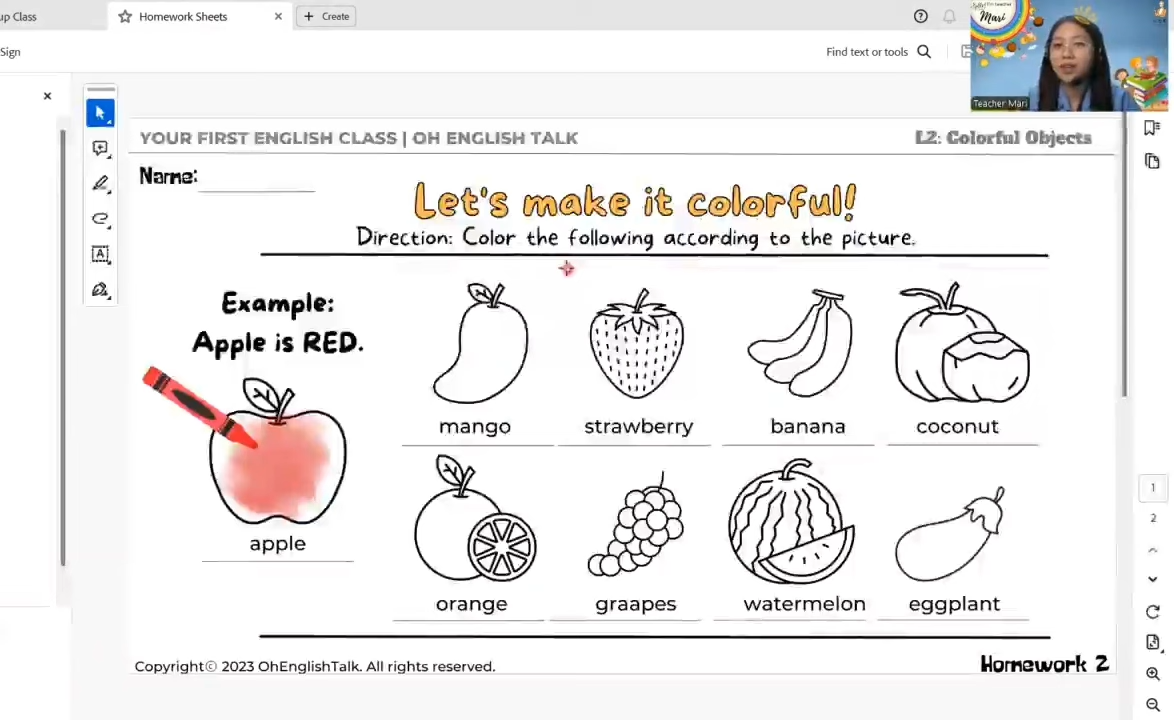 up Class
Homework Sheets
Create
Sign
Find text or tools
Mari
Teacher Mari
YOUR FIRST ENGLISH CLASS | OH ENGLISH TALK
L2: Colorful Objects
Name:
Let's make it colorful!
Direction: Color the following according to the picture.
Example:
Apple is RED.
mango
strawberry
banana
coconut
apple
orange
graapes
watermelon
eggplant
1
2
Copyright© 2023 OhEnglishTalk. All rights reserved.
Homework 2